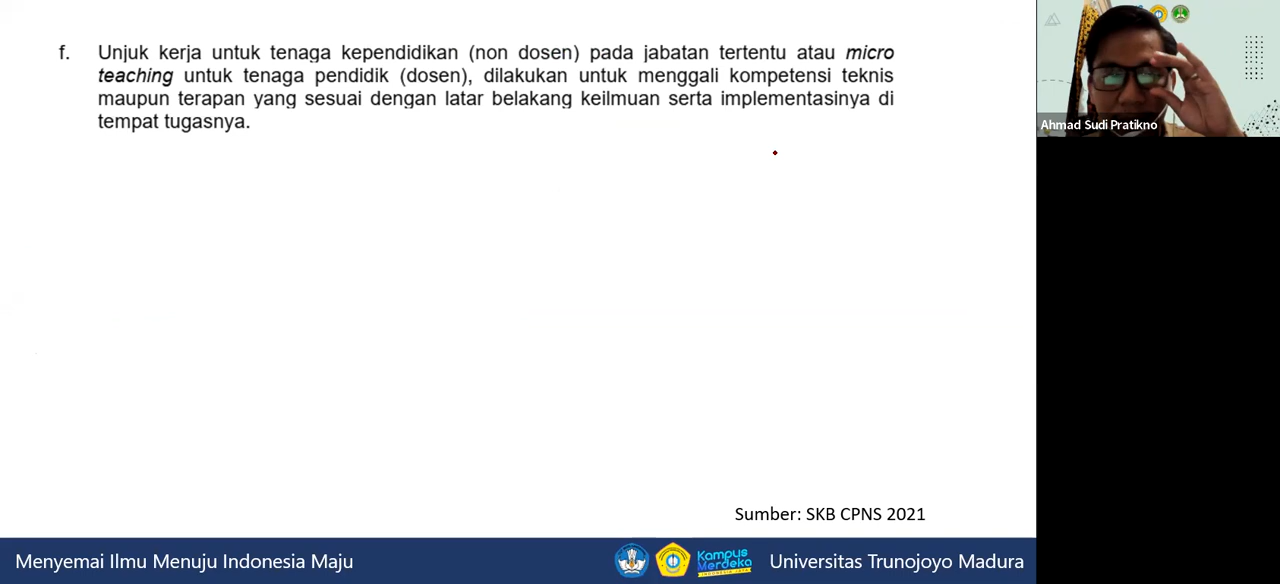 f. Unjuk kerja untuk tenaga kependidikan (non dosen) pada jabatan tertentu atau micro
teaching untuk tenaga pendidik (dosen), dilakukan untuk menggali kompetensi teknis
maupun terapan yang sesuai dengan latar belakang keilmuan serta implementasinya di
tempat tugasnya.
Ahmad Sudi Pratikno
Sumber: SKB CPNS 2021
Menyemai Ilmu Menuju Indonesia Maju
Kampus
Merdeka
INDONESIA JAYA
Universitas Trunojoyo Madura